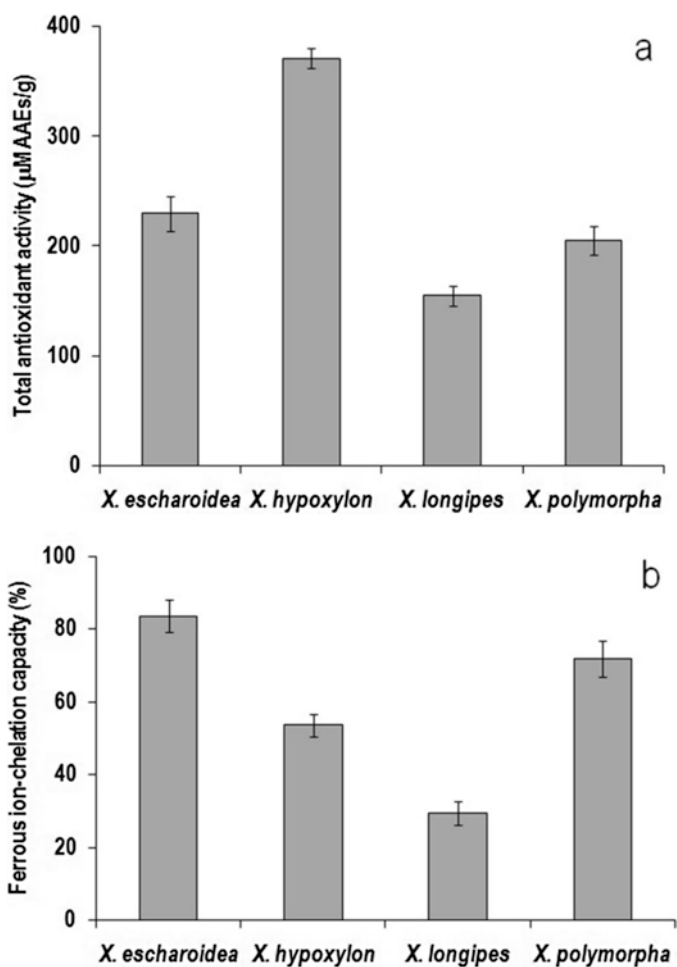 a
Total antioxidant activity (µMAAEs/g)
400
300
200
100
0
X. escharoidea X. hypoxylon X. longipes X. polymorpha
b
Ferrous ion-chelation capacity (%)
100
80
60
40
20
0
X. escharoidea X. hypoxylon X. longipes X. polymorpha